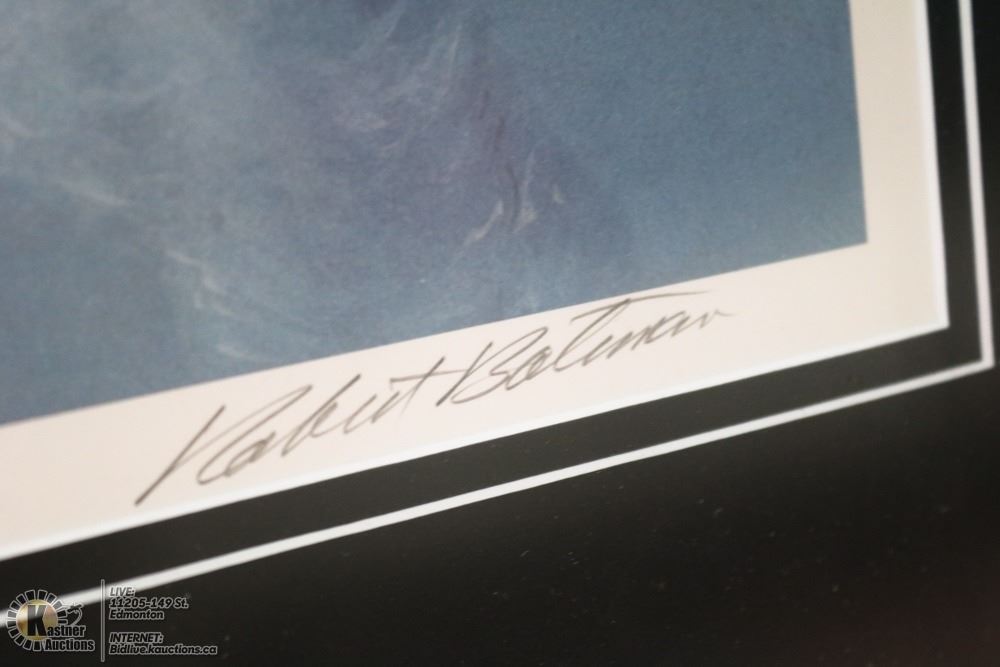 Robert Bateman
Kastner
Auctions
LIVE:
11205-149 St.
Edmonton
INTERNET:
Bidlive.kauctions.ca